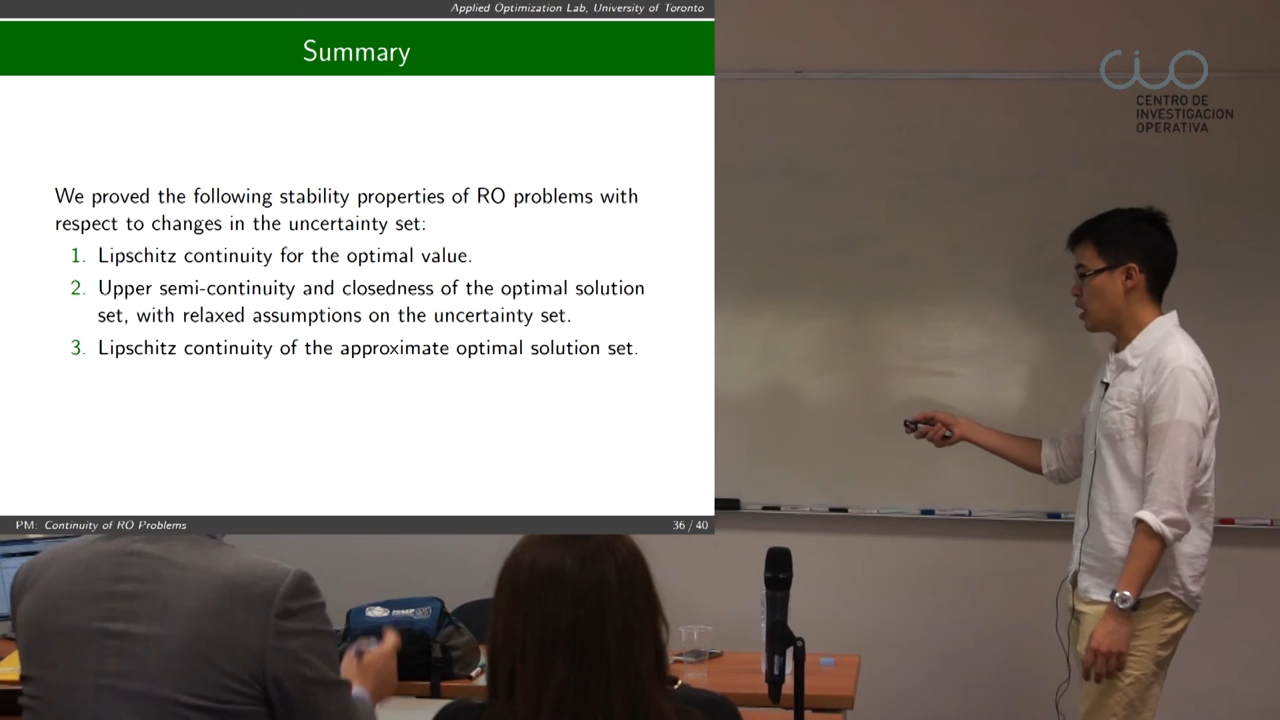 Applied Optimization Lab, University of Toronto
Summary
We proved the following stability properties of RO problems with
respect to changes in the uncertainty set:
1. Lipschitz continuity for the optimal value.
2. Upper semi-continuity and closedness of the optimal solution
set, with relaxed assumptions on the uncertainty set.
3. Lipschitz continuity of the approximate optimal solution set.
PM: Continuity of RO Problems
36 / 40
CIO
CENTRO DE
INVESTIGACION
OPERATIVA